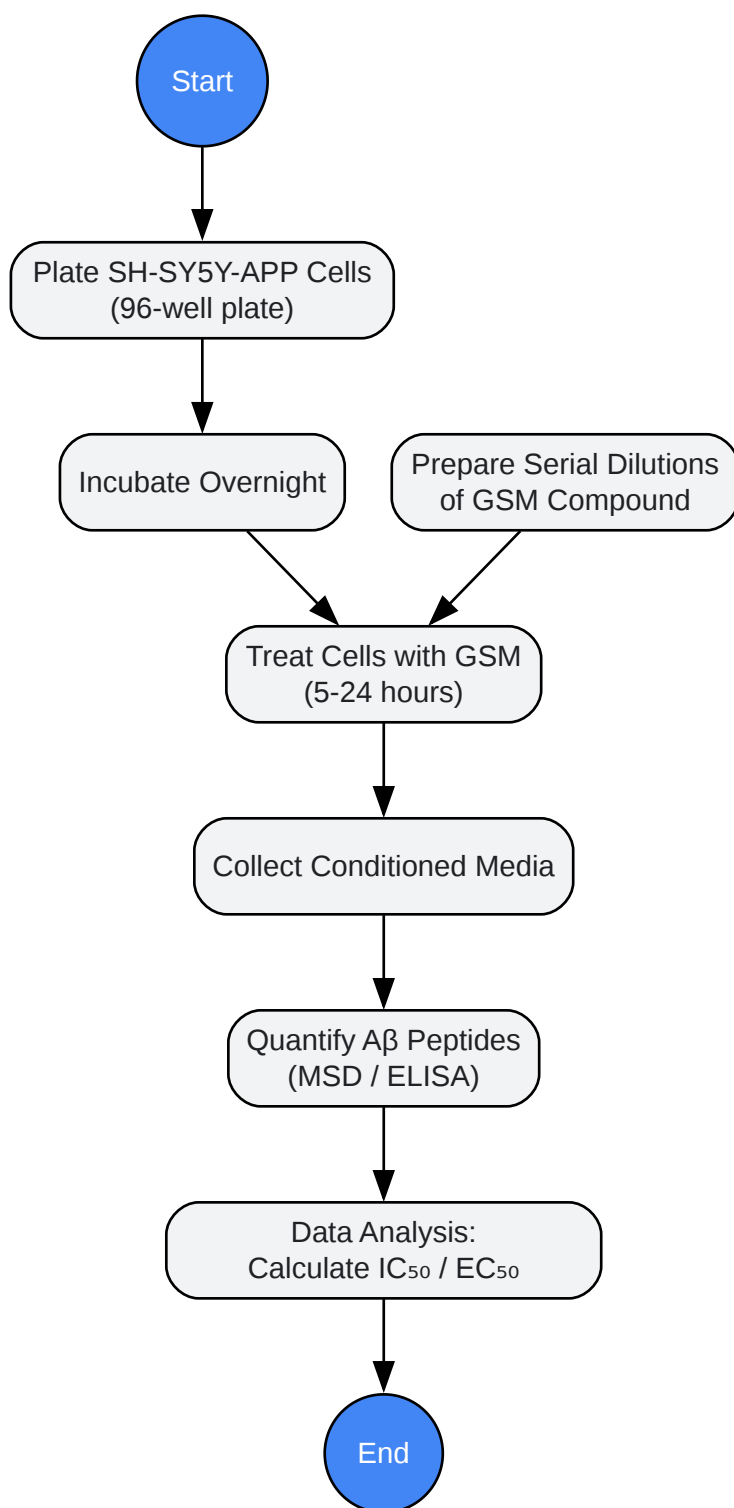 Start
Plate SH-SY5Y-APP Cells
(96-well plate)
Incubate Overnight
Prepare Serial Dilutions
of GSM Compound
Treat Cells with GSM
(5-24 hours)
Collect Conditioned Media
Quantify Aβ Peptides
(MSD / ELISA)
Data Analysis:
Calculate IC₅₀ / EC₅₀
End